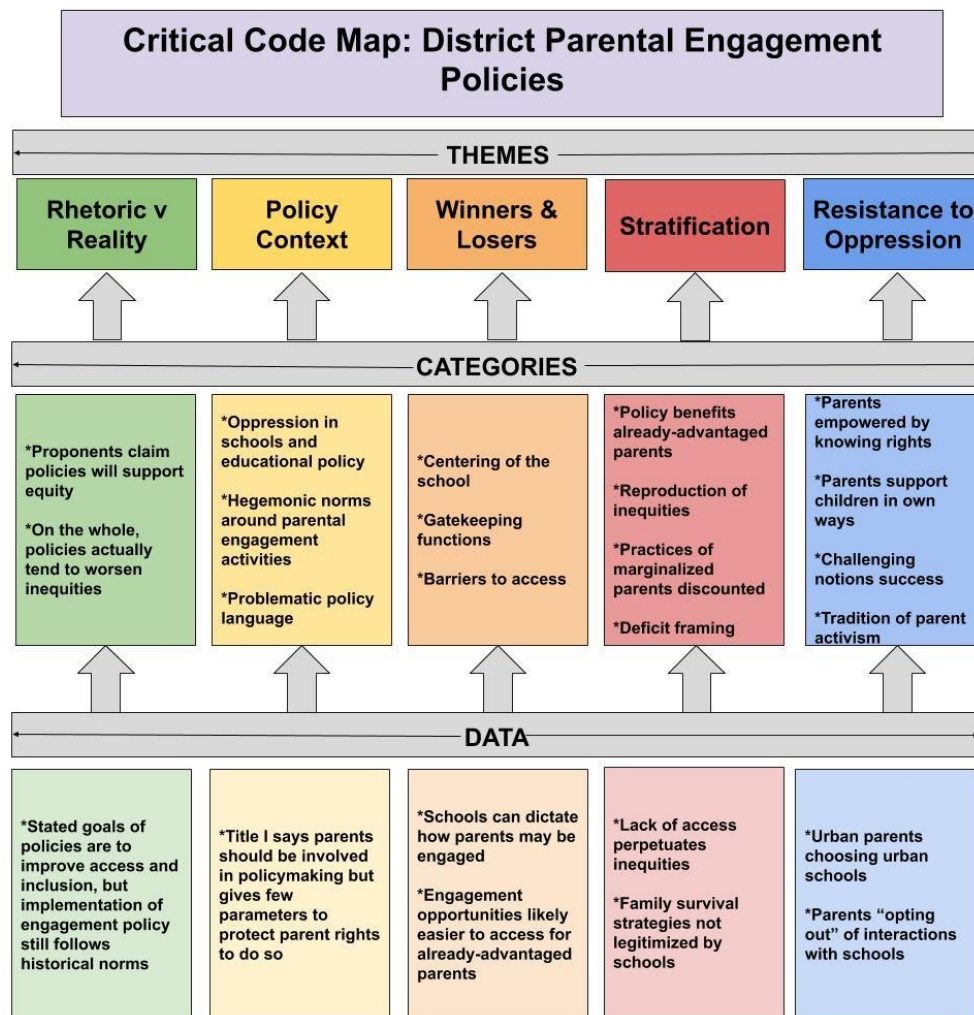 Critical Code Map: District Parental Engagement
Policies
THEMES
Rhetoric v
Reality
Policy
Context
Winners &
Losers
Stratification
Resistance to
Oppression
CATEGORIES
*Proponents claim
policies will support
equity
*On the whole,
policies actually
tend to worsen
inequities
*Oppression in
schools and
educational policy
*Hegemonic norms
around parental
engagement
activities
*Problematic policy
language
*Centering of the
school
*Gatekeeping
functions
*Barriers to access
*Policy benefits
already-advantaged
parents
*Reproduction of
inequities
*Practices of
marginalized
parents discounted
*Deficit framing
*Parents
empowered by
knowing rights
*Parents support
children in own
ways
*Challenging
notions success
*Tradition of parent
activism
DATA
*Stated goals of
policies are to
improve access and
inclusion, but
implementation of
engagement policy
still follows
historical norms
*Title I says parents
should be involved
in policymaking but
gives few
parameters to
protect parent rights
to do so
*Schools can dictate
how parents may be
engaged
*Engagement
opportunities likely
easier to access for
already-advantaged
parents
*Lack of access
perpetuates
inequities
*Family survival
strategies not
legitimized by
schools
*Urban parents
choosing urban
schools
*Parents “opting
out” of interactions
with schools